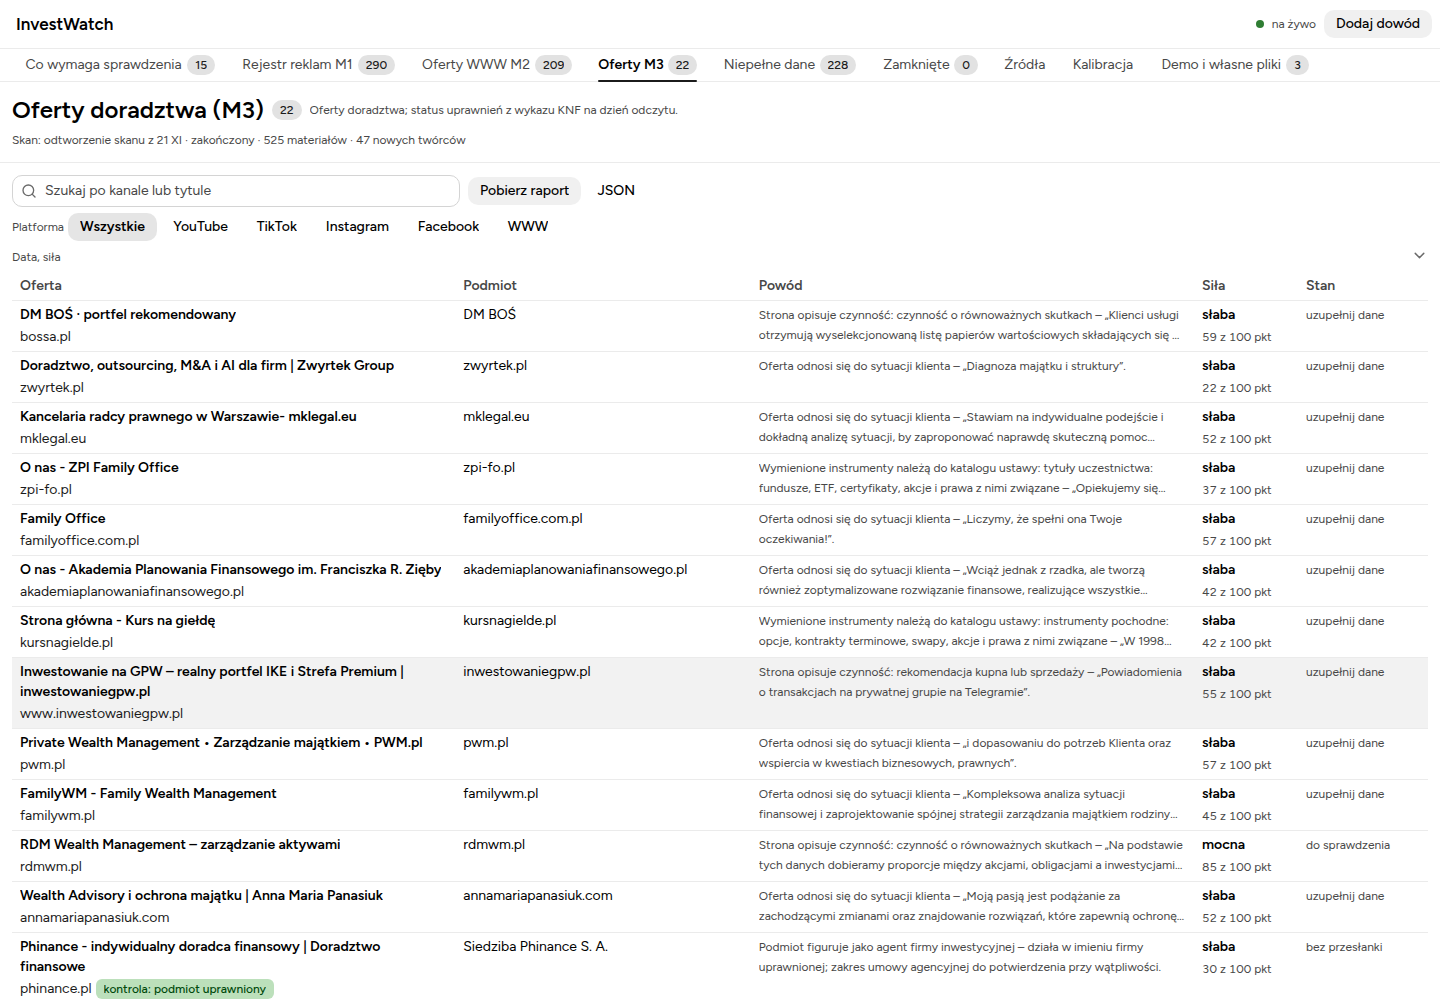 InvestWatch
na żywo
Dodaj dowód
Co wymaga sprawdzenia 15
Rejestr reklam M1 290
Oferty WWW M2 209
Oferty M3 22
Niepełne dane 228
Zamknięte 0
Źródła
Kalibracja
Demo i własne pliki 3
Oferty doradztwa (M3) 22 Oferty doradztwa; status uprawnień z wykazu KNF na dzień odczytu.
Skan: odtworzenie skanu z 21 XI · zakończony · 525 materiałów · 47 nowych twórców
Szukaj po kanale lub tytule
Pobierz raport
JSON
Platforma Wszystkie YouTube TikTok Instagram Facebook WWW
Data, siła
Oferta Podmiot Powód Siła Stan
DM BOŚ · portfel rekomendowany
bossa.pl
DM BOŚ
Strona opisuje czynność: czynność o równoważnych skutkach – „Klienci usługi
otrzymują wyselekcjonowaną listę papierów wartościowych składających się ...
słaba
59 z 100 pkt
uzupełnij dane
Doradztwo, outsourcing, M&A i AI dla firm | Zwyrtek Group
zwyrtek.pl
zwyrtek.pl
Oferta odnosi się do sytuacji klienta – „Diagnoza majątku i struktury”.
słaba
22 z 100 pkt
uzupełnij dane
Kancelaria radcy prawnego w Warszawie- mklegal.eu
mklegal.eu
mklegal.eu
Oferta odnosi się do sytuacji klienta – „Stawiam na indywidualne podejście i
dokładną analizę sytuacji, by zaproponować naprawdę skuteczną pomoc...
słaba
52 z 100 pkt
uzupełnij dane
O nas - ZPI Family Office
zpi-fo.pl
zpi-fo.pl
Wymienione instrumenty należą do katalogu ustawy: tytuły uczestnictwa:
fundusze, ETF, certyfikaty, akcje i prawa z nimi związane – „Opiekujemy się...
słaba
37 z 100 pkt
uzupełnij dane
Family Office
familyoffice.com.pl
familyoffice.com.pl
Oferta odnosi się do sytuacji klienta – „Liczymy, że spełni ona Twoje
oczekiwania!”.
słaba
57 z 100 pkt
uzupełnij dane
O nas - Akademia Planowania Finansowego im. Franciszka R. Zięby
akademiaplanowaniafinansowego.pl
akademiaplanowaniafinansowego.pl
Oferta odnosi się do sytuacji klienta – „Wciąż jednak z rzadka, ale tworzą
również zoptymalizowane rozwiązanie finansowe, realizujące wszystkie...
słaba
42 z 100 pkt
uzupełnij dane
Strona główna - Kurs na giełdę
kursnagielde.pl
kursnagielde.pl
Wymienione instrumenty należą do katalogu ustawy: instrumenty pochodne:
opcje, kontrakty terminowe, swapy, akcje i prawa z nimi związane – „W 1998...
słaba
42 z 100 pkt
uzupełnij dane
Inwestowanie na GPW – realny portfel IKE i Strefa Premium |
inwestowaniegpw.pl
www.inwestowaniegpw.pl
inwestowaniegpw.pl
Strona opisuje czynność: rekomendacja kupna lub sprzedaży – „Powiadomienia
o transakcjach na prywatnej grupie na Telegramie”.
słaba
55 z 100 pkt
uzupełnij dane
Private Wealth Management • Zarządzanie majątkiem • PWM.pl
pwm.pl
pwm.pl
Oferta odnosi się do sytuacji klienta – „i dopasowaniu do potrzeb Klienta oraz
wspiercia w kwestiach biznesowych, prawnych”.
słaba
57 z 100 pkt
uzupełnij dane
FamilyWM - Family Wealth Management
familywm.pl
familywm.pl
Oferta odnosi się do sytuacji klienta – „Kompleksowa analiza sytuacji
finansowej i zaprojektowanie spójnej strategii zarządzania majątkiem rodziny...
słaba
45 z 100 pkt
uzupełnij dane
RDM Wealth Management – zarządzanie aktywami
rdmwm.pl
rdmwm.pl
Strona opisuje czynność: czynność o równoważnych skutkach – „Na podstawie
tych danych dobieramy proporcje między akcjami, obligacjami a inwestycjami...
mocna
85 z 100 pkt
do sprawdzenia
Wealth Advisory i ochrona majątku | Anna Maria Panasiuk
annamariapanasiuk.com
annamariapanasiuk.com
Oferta odnosi się do sytuacji klienta – „Moją pasją jest podążanie za
zachodzącymi zmianami oraz znajdowanie rozwiązań, które zapewnią ochronę...
słaba
52 z 100 pkt
uzupełnij dane
Phinance - indywidualny doradca finansowy | Doradztwo
finansowe
phinance.pl kontrola: podmiot uprawniony
Siedziba Phinance S. A.
Podmiot figuruje jako agent firmy inwestycyjnej – działa w imieniu firmy
uprawnionej; zakres umowy agencyjnej do potwierdzenia przy wątpliwości.
słaba
30 z 100 pkt
bez przesłanki